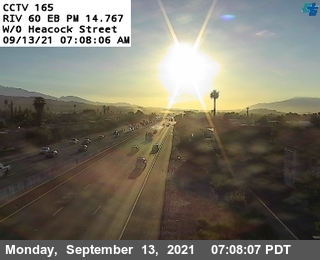 CCTV 165
RIV 60 EB PM 14.767
W/O Heacock Street
09/13/21 07:08:06 AM
Monday, September 13, 2021 07:08:07 PDT